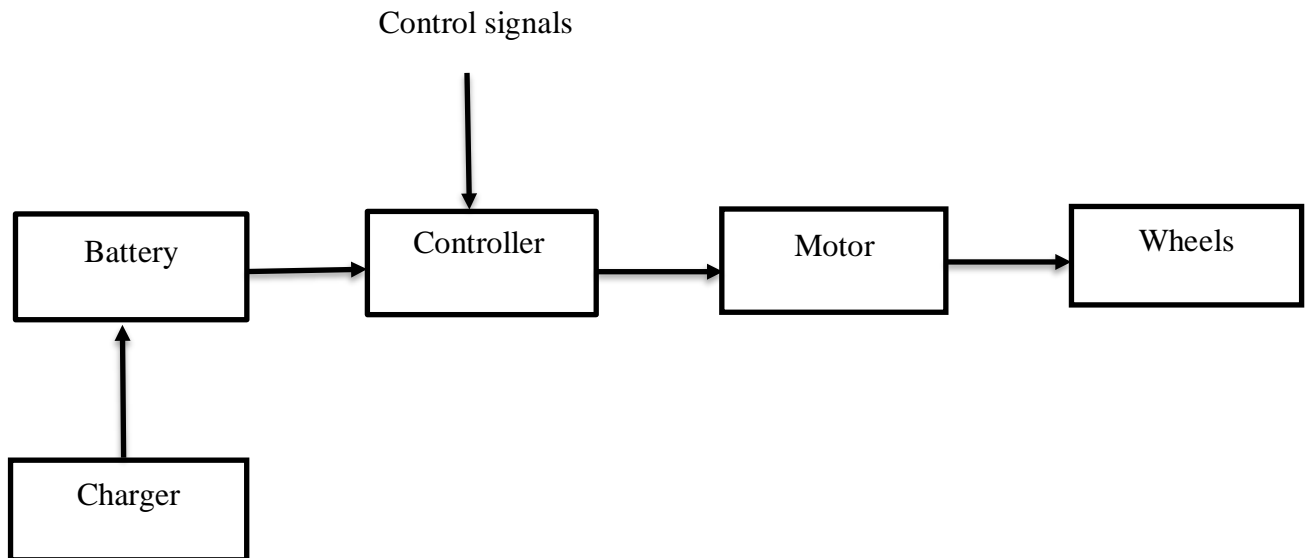 Control signals
Battery
Controller
Motor
Wheels
Charger